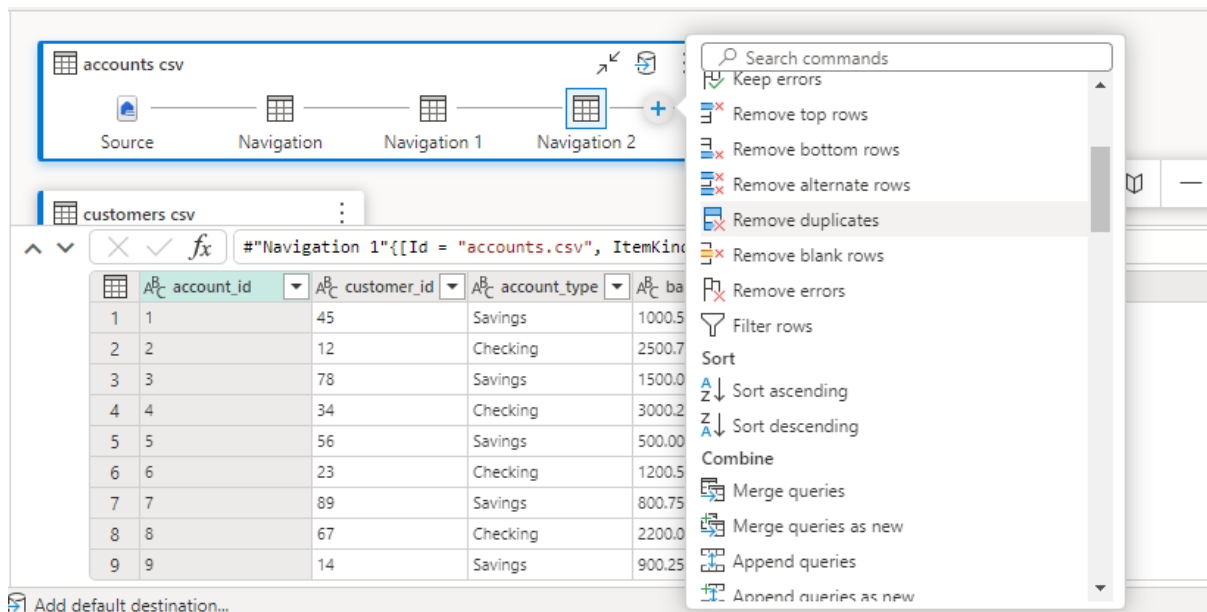 accounts csv
Source
Navigation
Navigation 1
Navigation 2
customers csv
fx
#"Navigation 1"{[Id = "accounts.csv", ItemKind
account_id
customer_id
account_type
ba
1 1 45 Savings 1000.5
2 2 12 Checking 2500.7
3 3 78 Savings 1500.0
4 4 34 Checking 3000.2
5 5 56 Savings 500.00
6 6 23 Checking 1200.5
7 7 89 Savings 800.75
8 8 67 Checking 2200.0
9 9 14 Savings 900.25
Add default destination...
Search commands
Keep errors
Remove top rows
Remove bottom rows
Remove alternate rows
Remove duplicates
Remove blank rows
Remove errors
Filter rows
Sort
Sort ascending
Sort descending
Combine
Merge queries
Merge queries as new
Append queries
Append queries as new